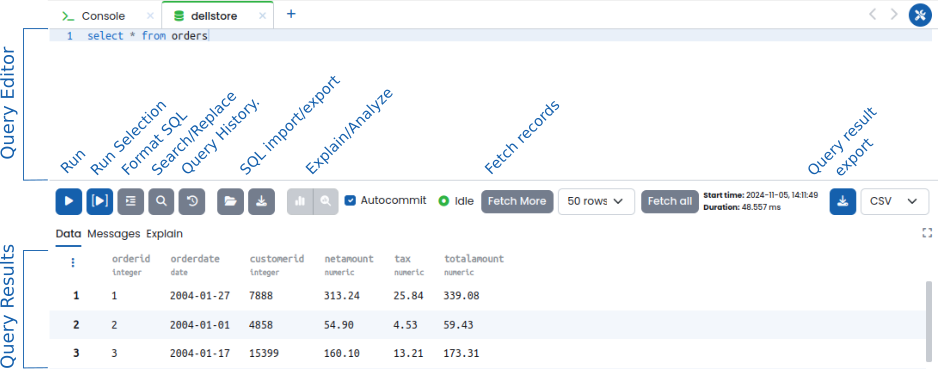 Console × dellstore × +
1 select * from orders
Query Editor
Run
Run Selection
Format SQL
Search/Replace
Query History.
SQL import/export
Explain/Analyze
Fetch records
Query result
export
Autocommit Idle Fetch More 50 rows Fetch all Start time: 2024-11-05, 14:11:49
Duration: 48.557 ms
CSV
Data Messages Explain
Query Results
orderid orderdate customerid netamount tax totalamount
integer date integer numeric numeric numeric
1 1 2004-01-27 7888 313.24 25.84 339.08
2 2 2004-01-01 4858 54.90 4.53 59.43
3 3 2004-01-17 15399 160.10 13.21 173.31